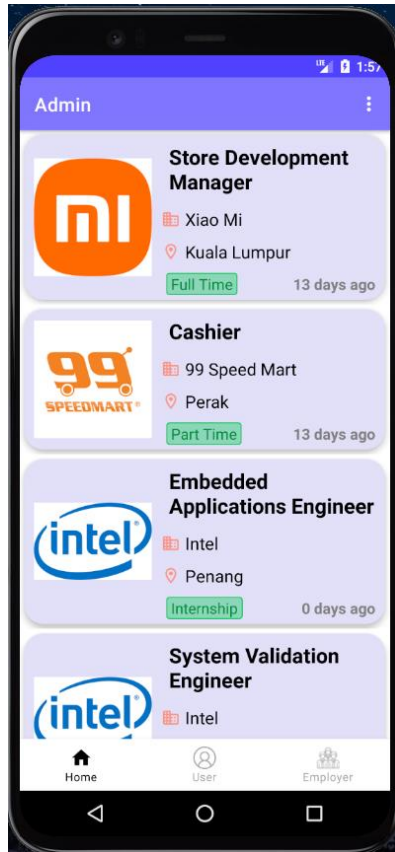 LTE 1:57
Admin
Store Development
Manager
Xiao Mi
Kuala Lumpur
Full Time 13 days ago
Cashier
99 Speed Mart
Perak
Part Time 13 days ago
99
SPEEDMART
Embedded
Applications Engineer
Intel
Penang
Internship 0 days ago
intel
System Validation
Engineer
Intel
intel
Home User Employer